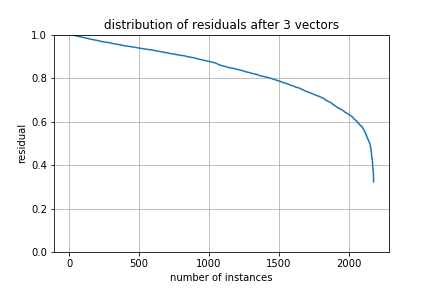 distribution of residuals after 3 vectors
1.0
0.8
0.6
0.4
0.2
0.0
residual
0 500 1000 1500 2000
number of instances